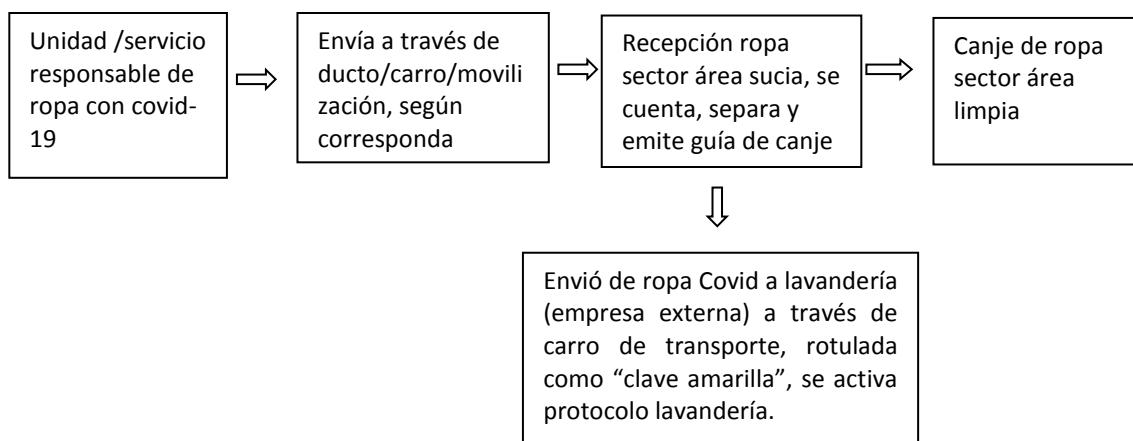 Unidad /servicio
responsable de
ropa con covid-
19
Envía a través de
ducto/carro/movili
zación, según
corresponda
Recepción ropa
sector área sucia, se
cuenta, separa y
emite guía de canje
Canje de ropa
sector área
limpia
Envió de ropa Covid a lavandería
(empresa externa) a través de
carro de transporte, rotulada
como “clave amarilla”, se activa
protocolo lavandería.